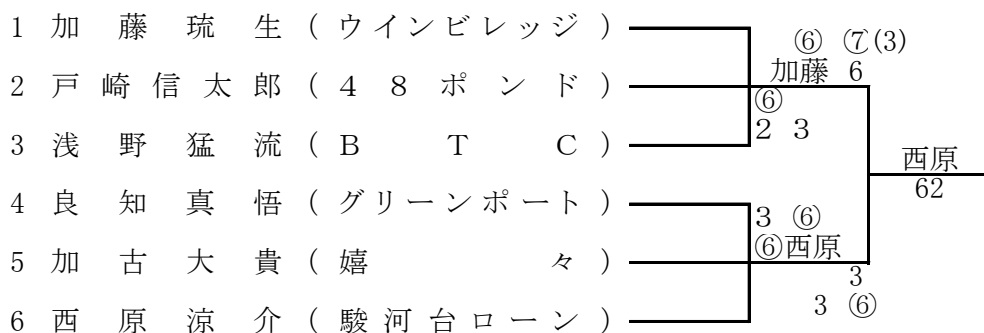 1 加藤琉生（ウインビレッジ）
⑥ ⑦(3)
加藤 6
2 戸崎信太郎（４８ポンド）
⑥
2 3
3 浅野猛流（ＢＴＣ）
西原
62
4 良知真悟（グリーンポート）
3 ⑥
⑥西原
5 加古大貴（嬉々）
3
3 ⑥
6 西原涼介（駿河台ローン）